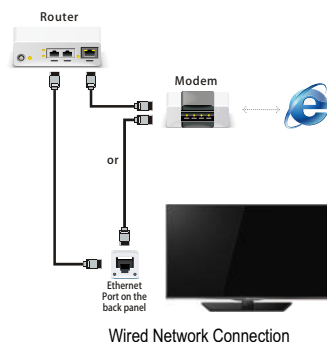 Router
Modem
or
Ethernet
Port on the
back panel
Wired Network Connection